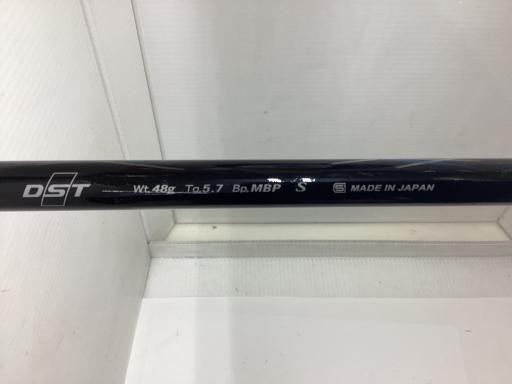 DST Wt.48g Tq.5.7 Bp.MBP S S MADE IN JAPAN